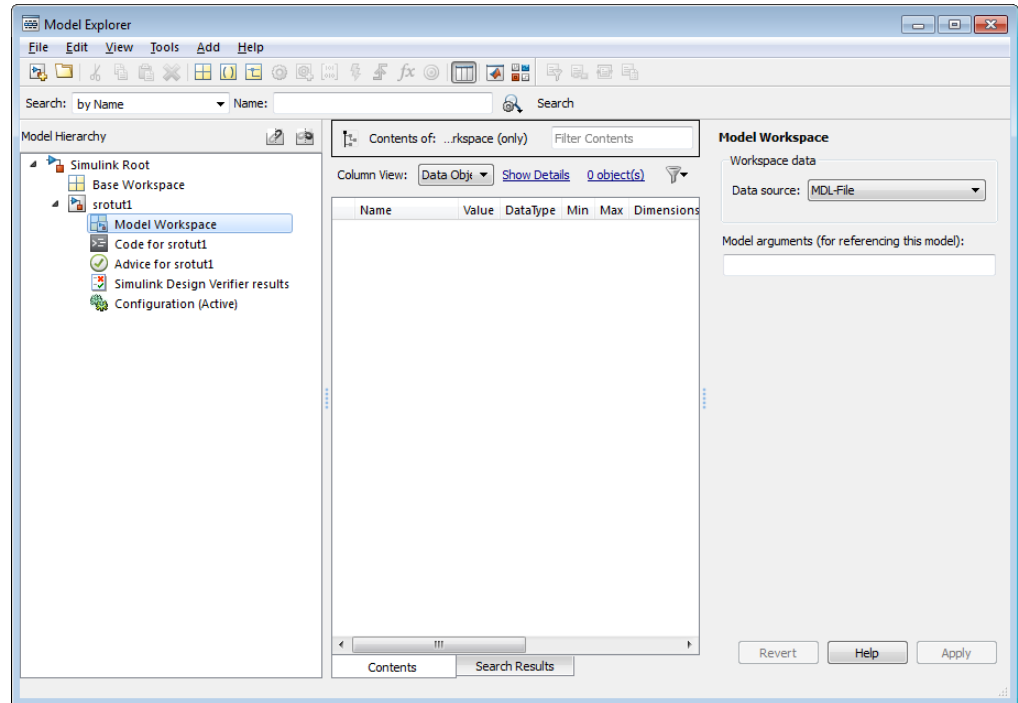 Model Explorer
File Edit View Tools Add Help
Search: by Name Name: Search
Model Hierarchy
Simulink Root
Base Workspace
srotut1
Model Workspace
Code for srotut1
Advice for srotut1
Simulink Design Verifier results
Configuration (Active)
Contents of: ...rkspace (only) Filter Contents
Column View: Data Obje Show Details 0 object(s)
Name Value DataType Min Max Dimensions
Contents Search Results
Model Workspace
Workspace data
Data source: MDL-File
Model arguments (for referencing this model):
Revert Help Apply